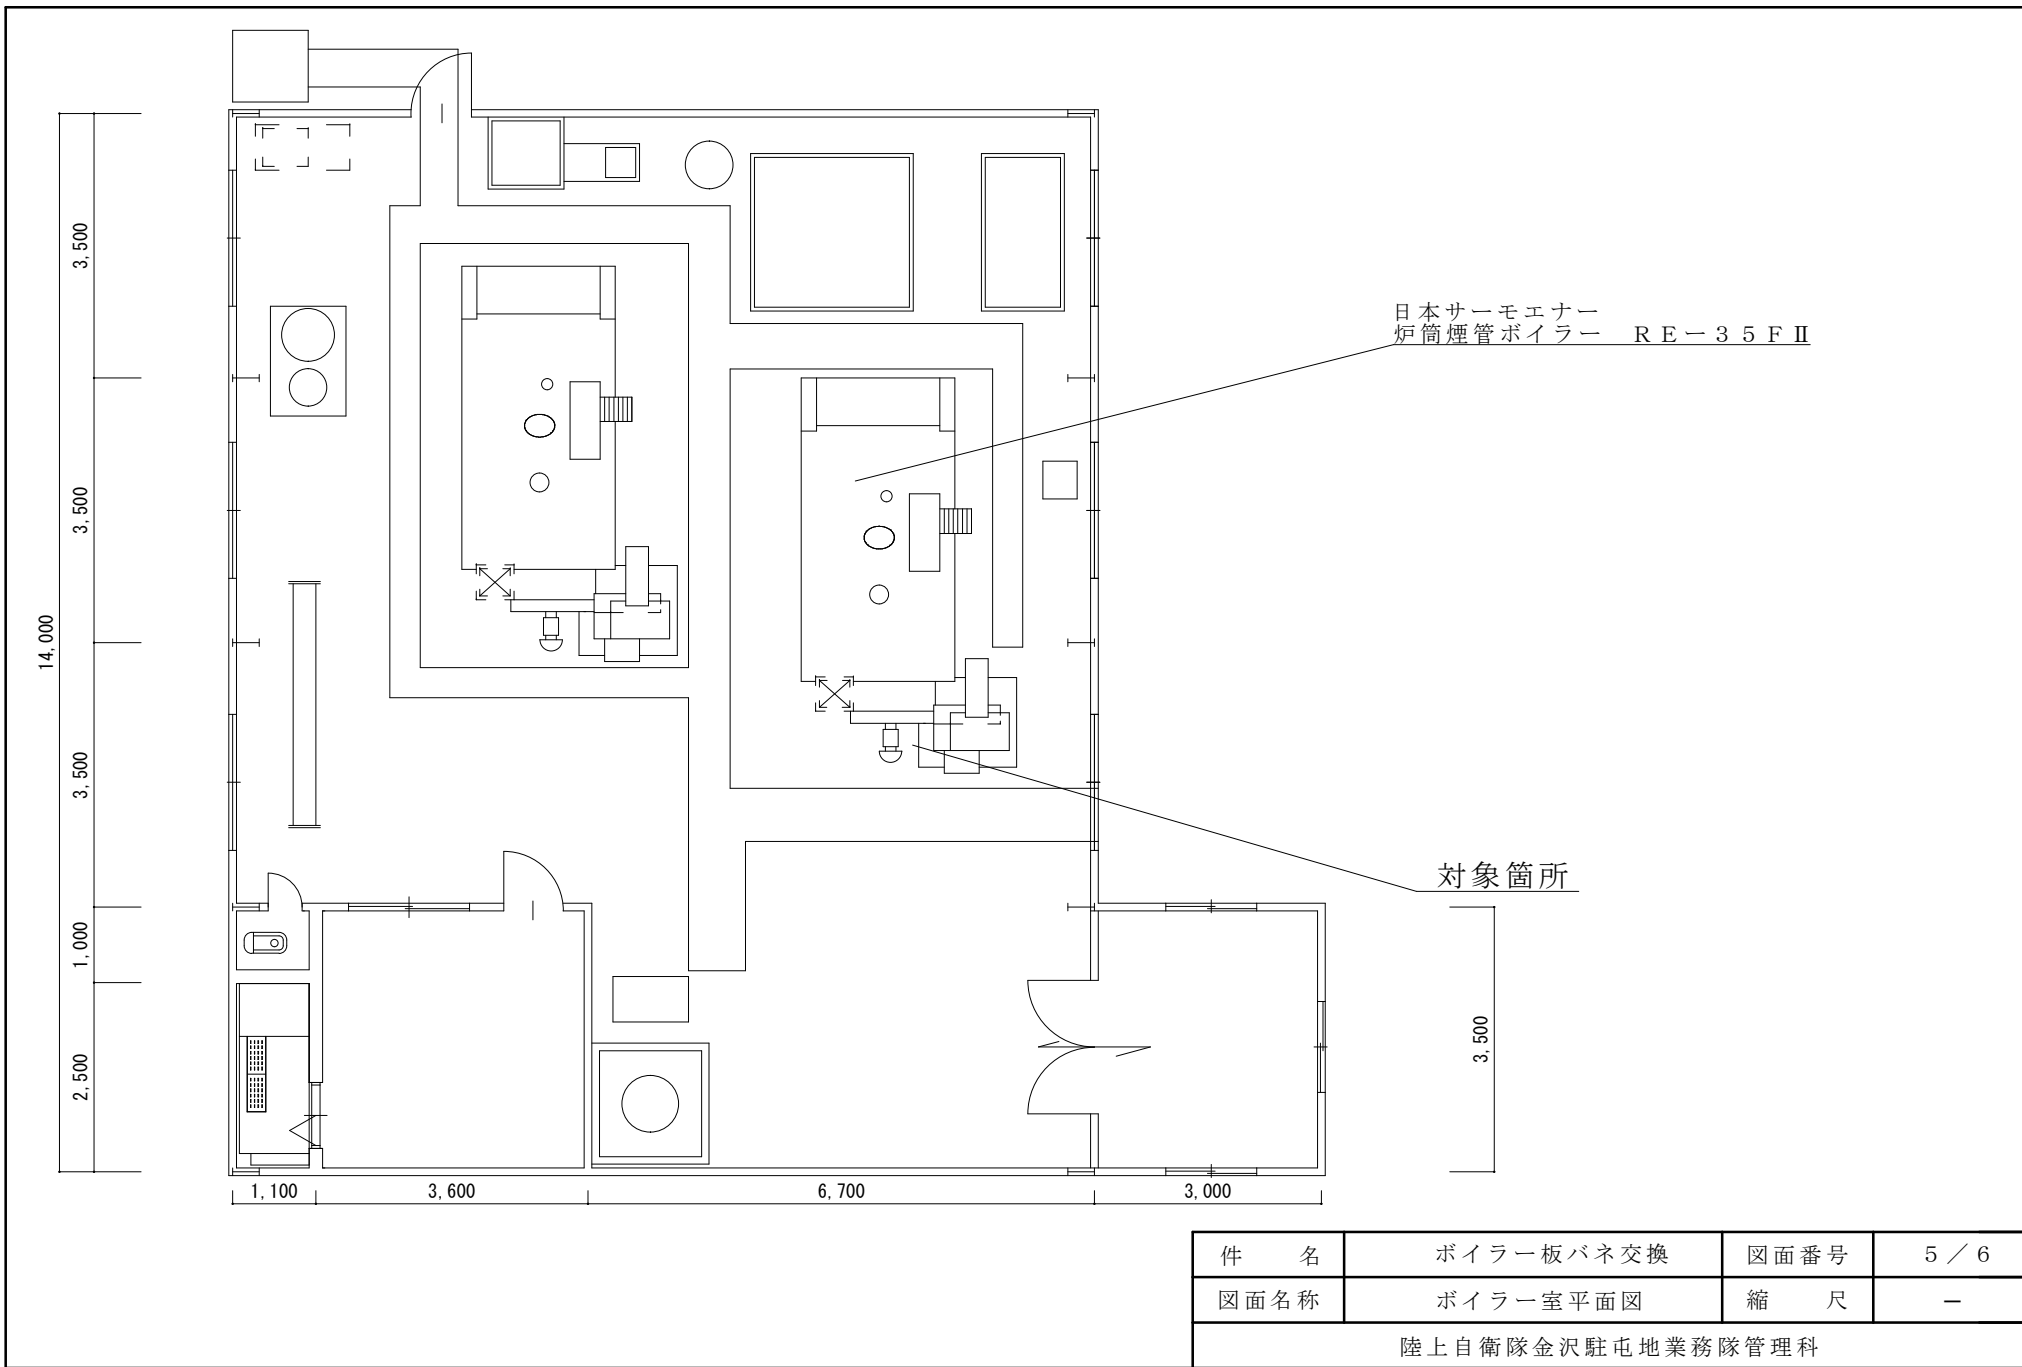 日本サーモエナー
炉筒煙管ボイラー　ＲＥ－３５ＦⅡ
対象箇所
14,000
3,500
3,500
3,500
1,000
2,500
3,500
1,100
3,600
6,700
3,000
件　名　ボイラー板バネ交換　図面番号　５／６
図面名称　ボイラー室平面図　縮　尺　－
陸上自衛隊金沢駐屯地業務隊管理科